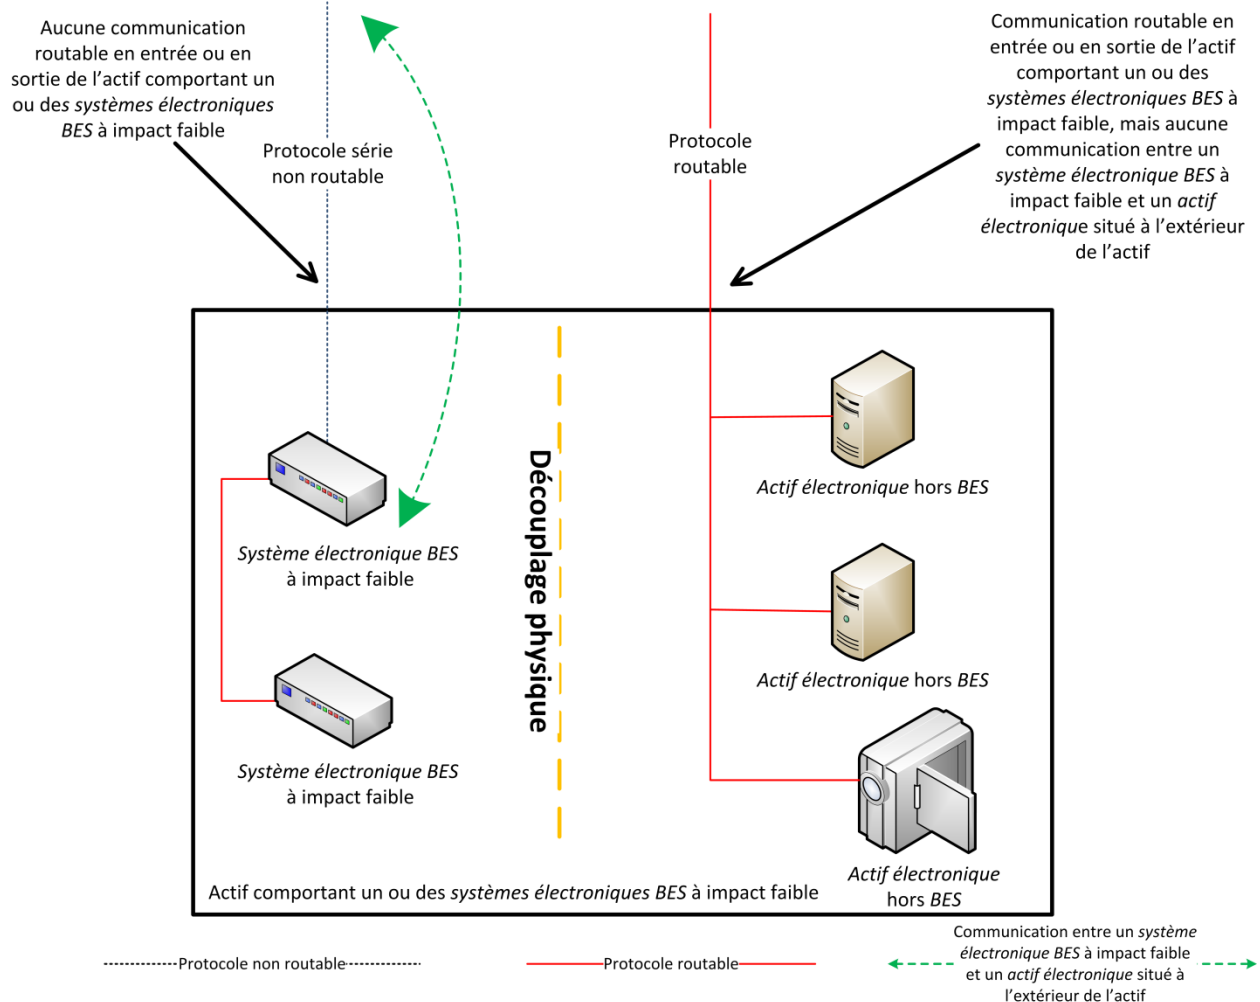 Aucune communication
routable en entrée ou en
sortie de l'actif comportant un
ou des systèmes électroniques
BES à impact faible
Protocole série
non routable
Protocole
routable
Communication routable en
entrée ou en sortie de l'actif
comportant un ou des
systèmes électroniques BES à
impact faible, mais aucune
communication entre un
système électronique BES à
impact faible et un actif
électronique situé à l'extérieur
de l'actif
Système électronique BES
à impact faible
Système électronique BES
à impact faible
Découplage physique
Actif électronique hors BES
Actif électronique hors BES
Actif électronique
hors BES
Actif comportant un ou des systèmes électroniques BES à impact faible
Protocole non routable
Protocole routable
Communication entre un système
électronique BES à impact faible
et un actif électronique situé à
l'extérieur de l'actif